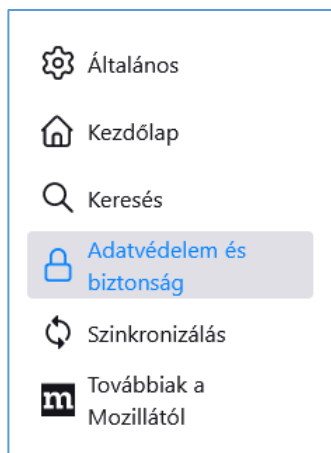 Általános
Kezdőlap
Keresés
Adatvédelem és
biztonság
Szinkronizálás
m
Továbbiak a
Mozillától